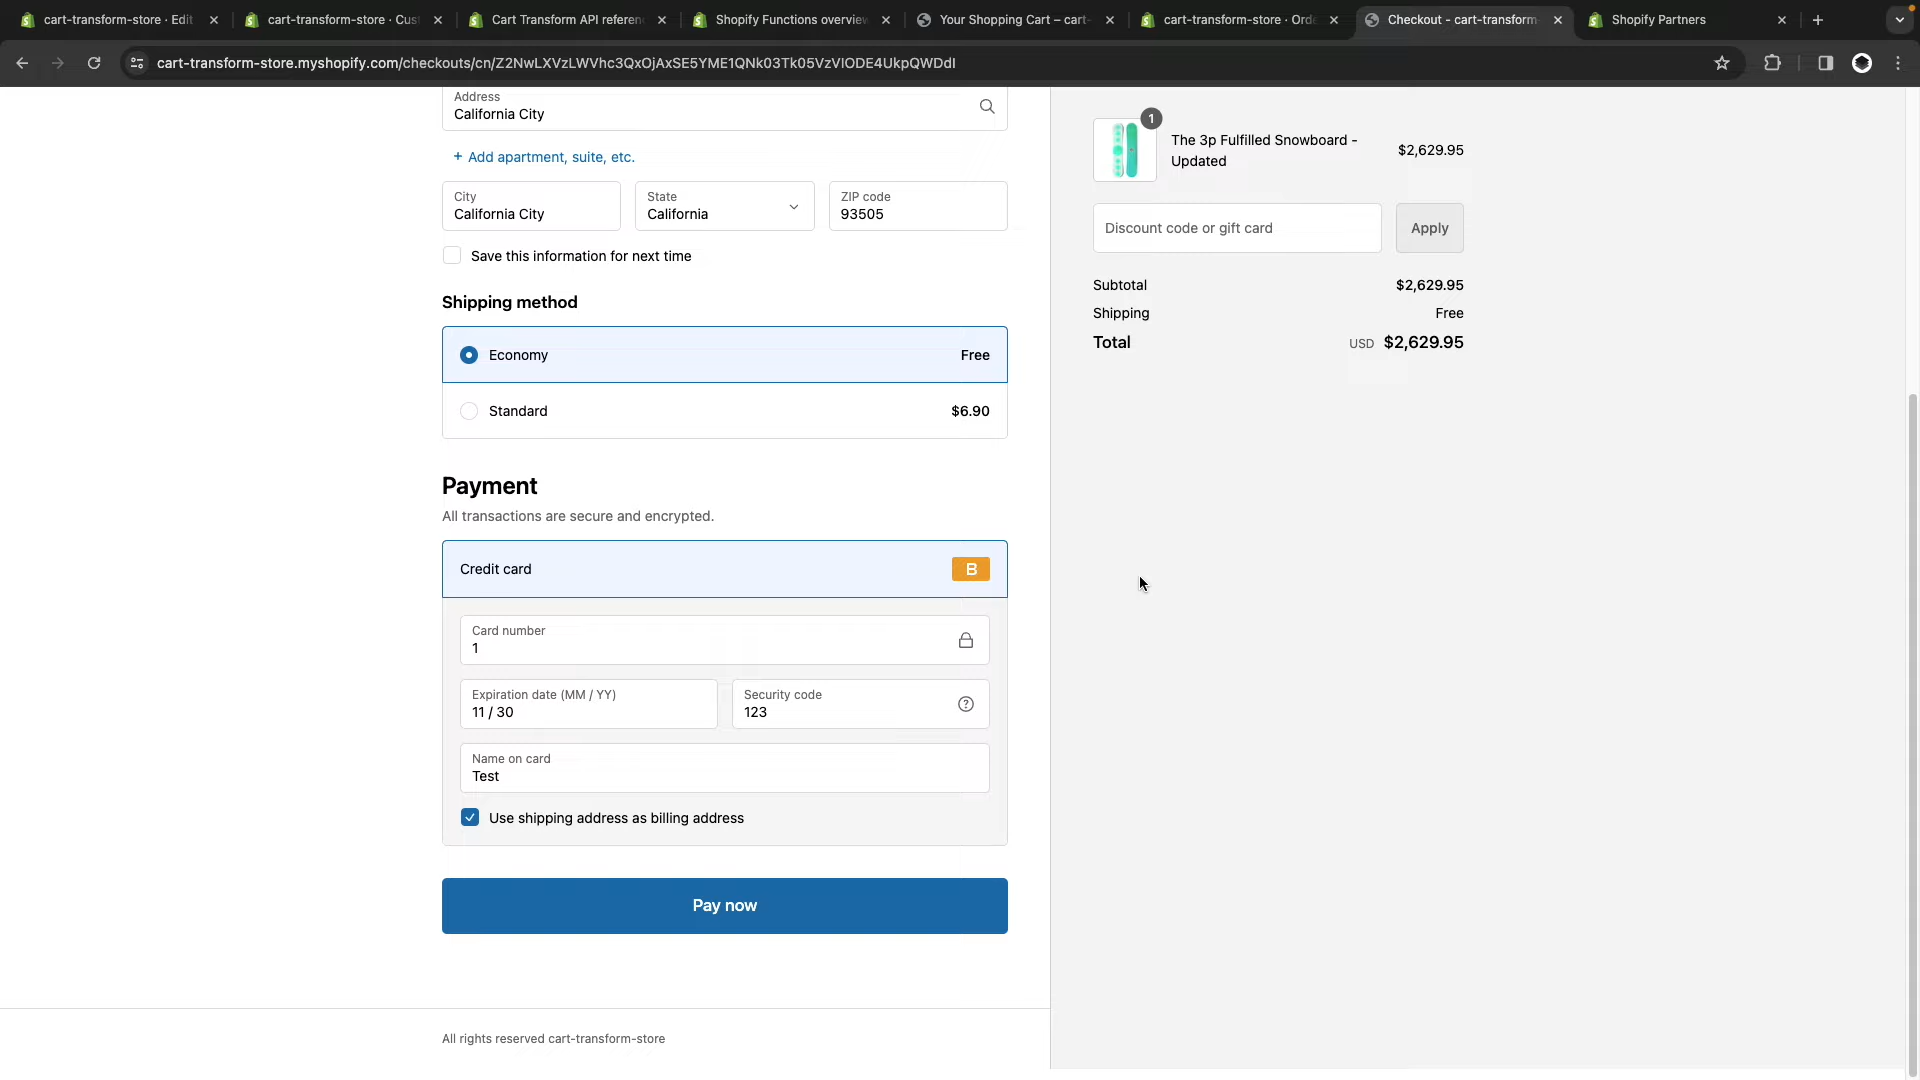 cart-transform-store · Edit
cart-transform-store · Cus
Cart Transform API referen
Shopify Functions overview
Your Shopping Cart – cart-
cart-transform-store · Orde
Checkout - cart-transform-
Shopify Partners
cart-transform-store.myshopify.com/checkouts/cn/Z2NwLXVzLWVhc3QxOjAxSE5YME1QNk03Tk05VzVIODE4UkpQWDdI
Address
California City
+ Add apartment, suite, etc.
City
California City
State
California
ZIP code
93505
Save this information for next time
Shipping method
Economy
Free
Standard
$6.90
Payment
All transactions are secure and encrypted.
Credit card
B
Card number
1
Expiration date (MM / YY)
11 / 30
Security code
123
Name on card
Test
Use shipping address as billing address
Pay now
All rights reserved cart-transform-store
1
The 3p Fulfilled Snowboard -
Updated
$2,629.95
Discount code or gift card
Apply
Subtotal
$2,629.95
Shipping
Free
Total
USD $2,629.95